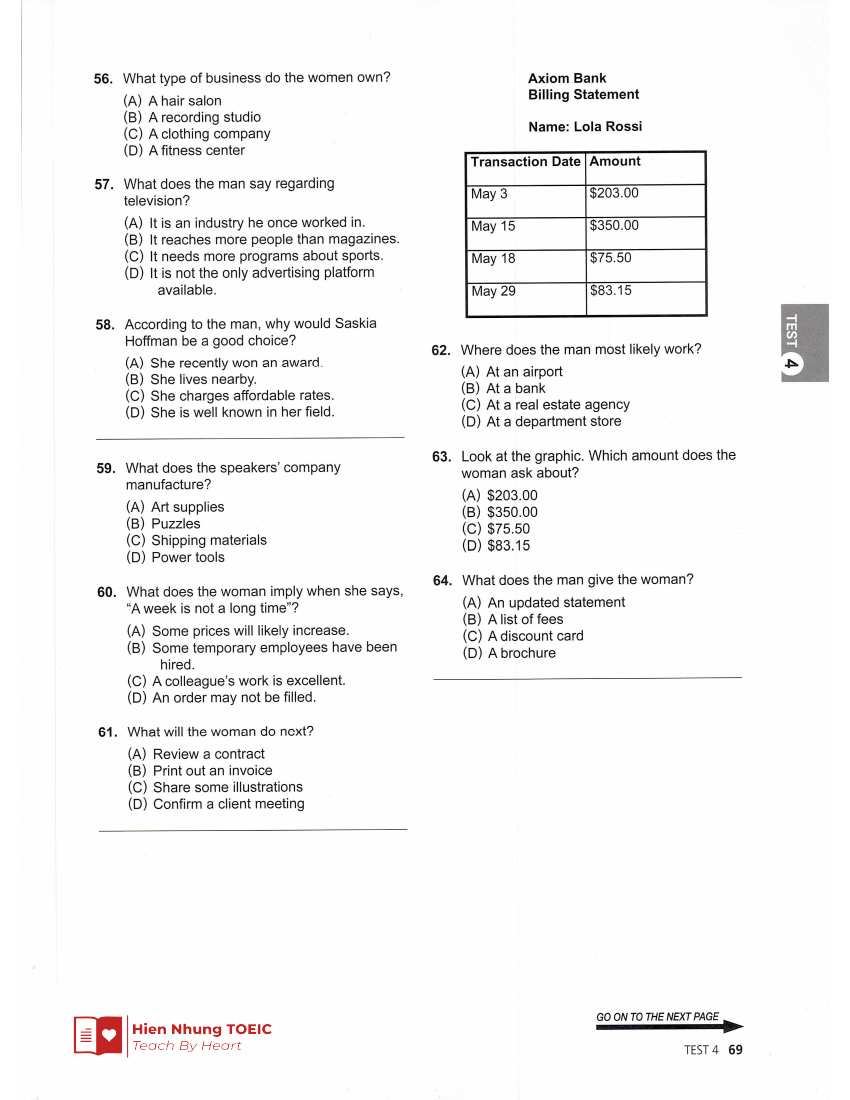 56. What type of business do the women own?
(A) A hair salon
(B) A recording studio
(C) A clothing company
(D) A fitness center
57. What does the man say regarding
television?
(A) It is an industry he once worked in.
(B) It reaches more people than magazines.
(C) It needs more programs about sports.
(D) It is not the only advertising platform
available.
58. According to the man, why would Saskia
Hoffman be a good choice?
(A) She recently won an award.
(B) She lives nearby.
(C) She charges affordable rates.
(D) She is well known in her field.
59. What does the speakers' company
manufacture?
(A) Art supplies
(B) Puzzles
(C) Shipping materials
(D) Power tools
60. What does the woman imply when she says,
"A week is not a long time"?
(A) Some prices will likely increase.
(B) Some temporary employees have been
hired.
(C) A colleague's work is excellent.
(D) An order may not be filled.
61. What will the woman do next?
(A) Review a contract
(B) Print out an invoice
(C) Share some illustrations
(D) Confirm a client meeting
Axiom Bank
Billing Statement
Name: Lola Rossi
Transaction Date Amount
May 3 $203.00
May 15 $350.00
May 18 $75.50
May 29 $83.15
62. Where does the man most likely work?
(A) At an airport
(B) At a bank
(C) At a real estate agency
(D) At a department store
63. Look at the graphic. Which amount does the
woman ask about?
(A) $203.00
(B) $350.00
(C) $75.50
(D) $83.15
64. What does the man give the woman?
(A) An updated statement
(B) A list of fees
(C) A discount card
(D) A brochure
TEST 4
Hien Nhung TOEIC
Teach By Heart
GO ON TO THE NEXT PAGE
TEST 4 69